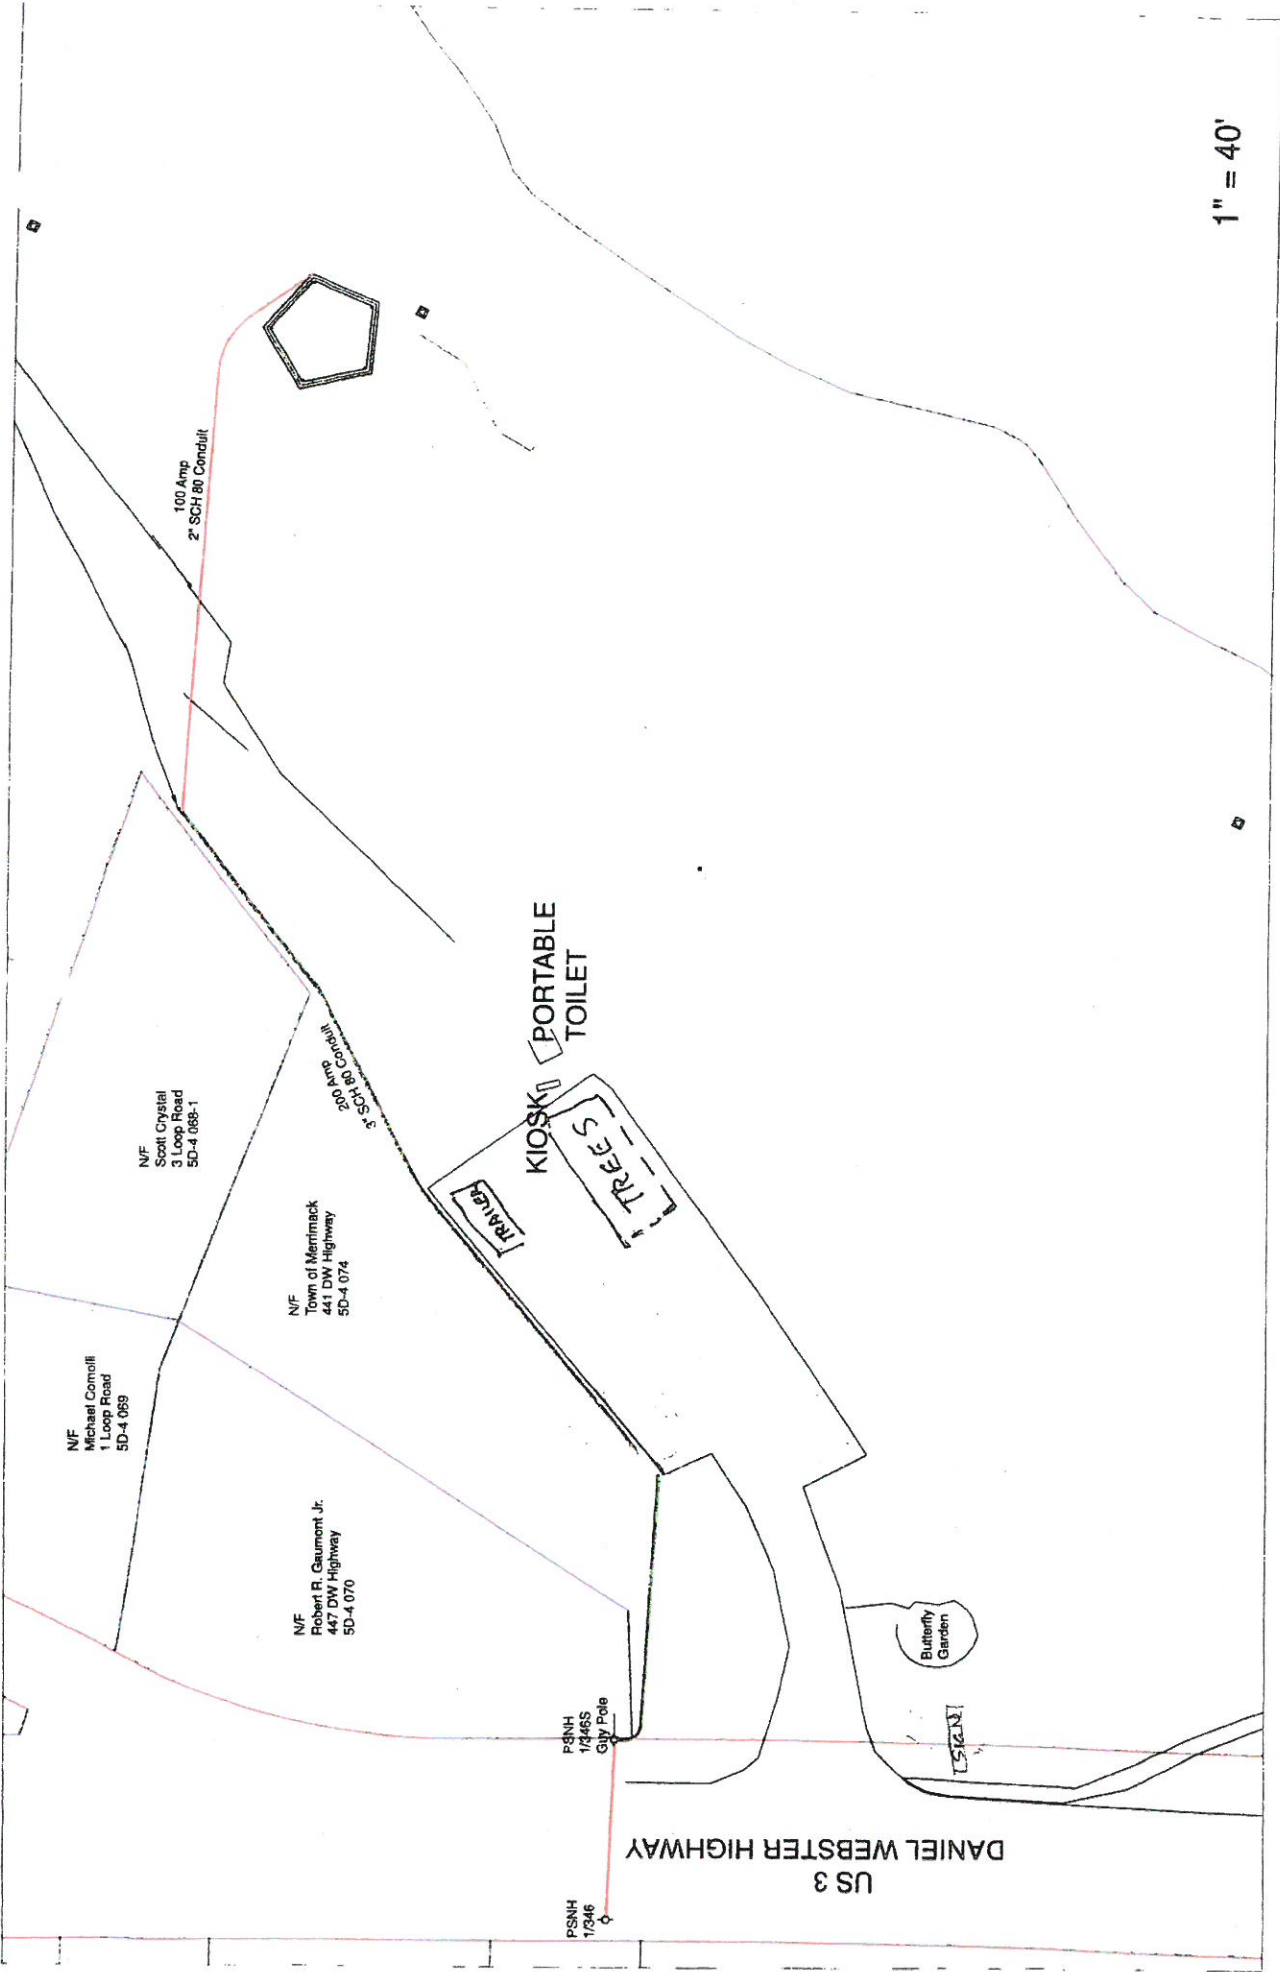 1" = 40'
100 Amp
2" SCH 80 Conduit
N/F
Scott Crystal
3 Loop Road
5D-4 068-1
200 Amp
3" SCH 80 Conduit
PORTABLE
TOILET
KIOSK
TREES
TRAILER
N/F
Town of Merrimack
441 DW Highway
5D-4 074
N/F
Michael Comolli
1 Loop Road
5D-4 069
N/F
Robert R. Gaumont Jr.
447 DW Highway
5D-4 070
Butterfly
Garden
SIGN
PSNH
1/346S
Guy Pole
PSNH
1/346
US 3
DANIEL WEBSTER HIGHWAY